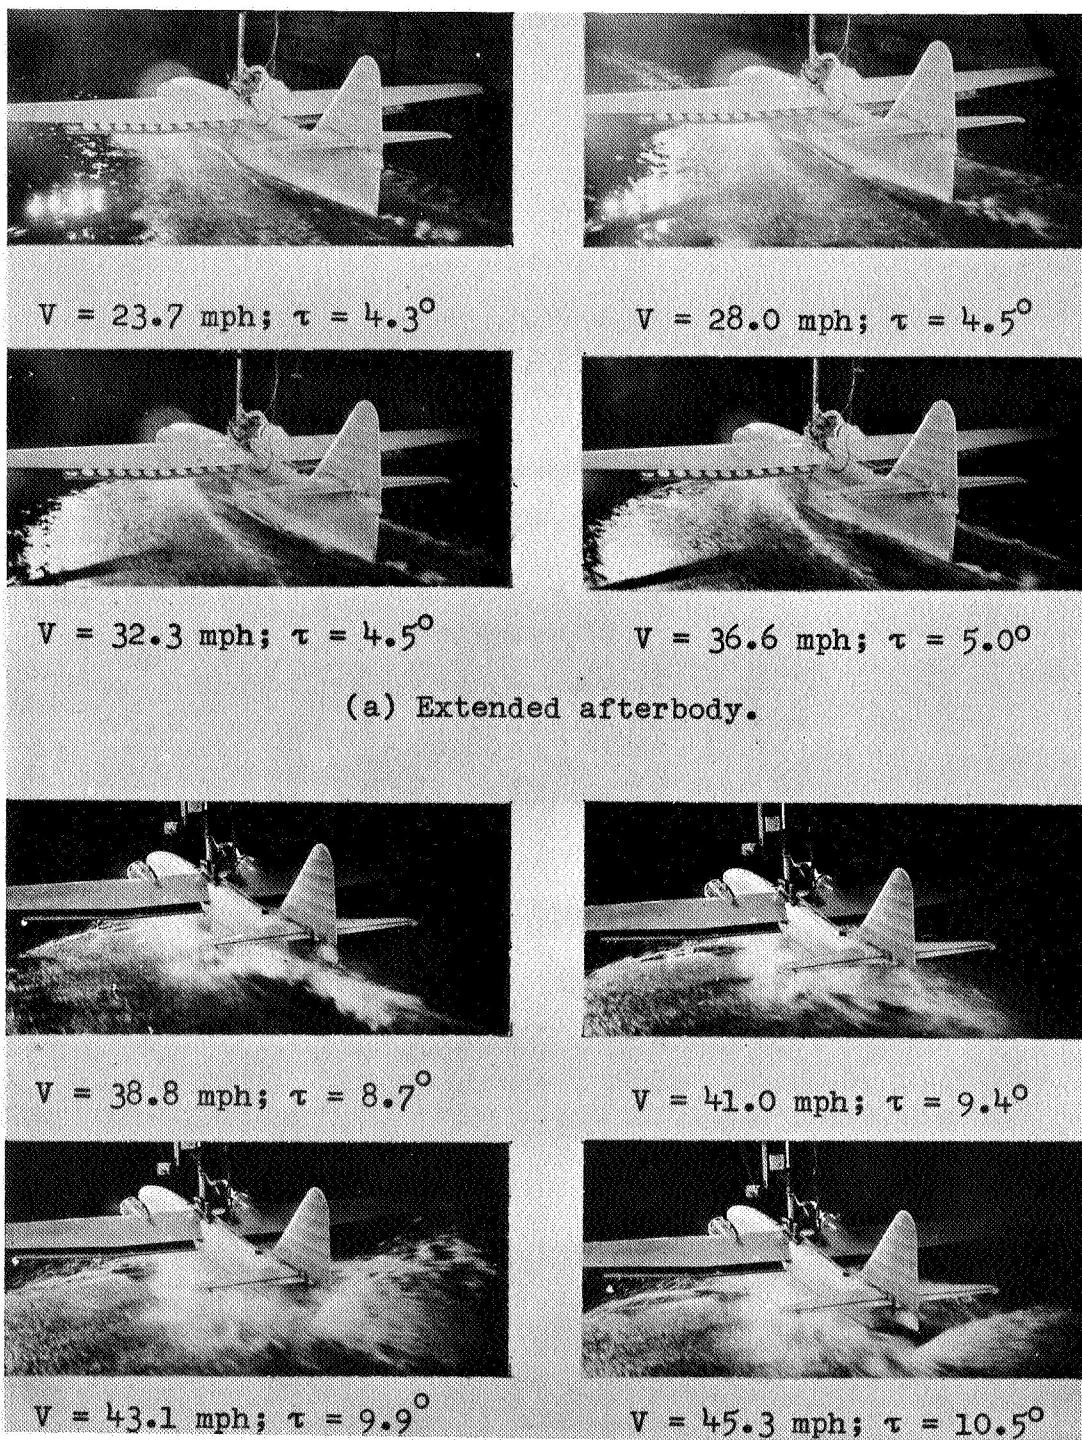 V = 23.7 mph; τ = 4.3° V = 28.0 mph; τ = 4.5°
V = 32.3 mph; τ = 4.5° V = 36.6 mph; τ = 5.0°
(a) Extended afterbody.
V = 38.8 mph; τ = 8.7° V = 41.0 mph; τ = 9.4°
V = 43.1 mph; τ = 9.9° V = 45.3 mph; τ = 10.5°